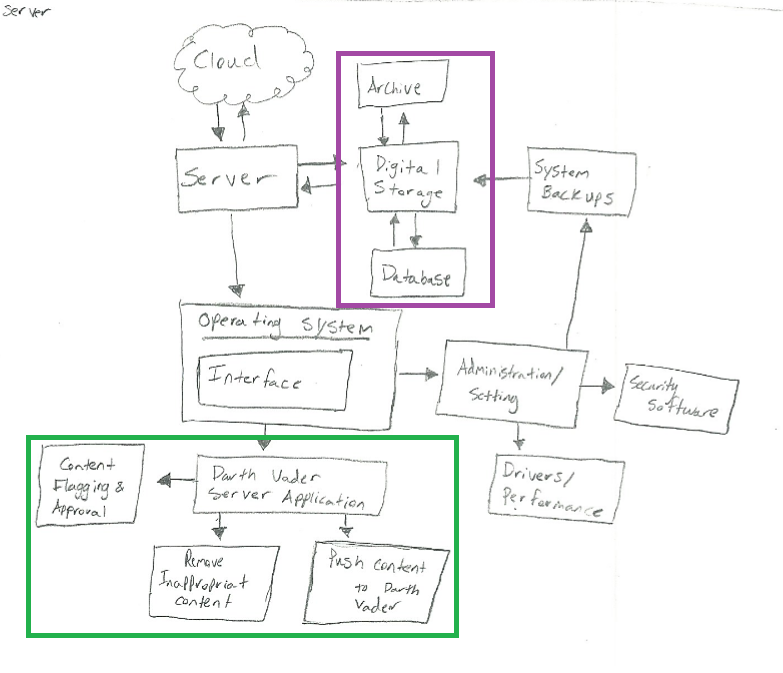 Server
Cloud
Archive
Server
Digital
Storage
System
Backups
Database
Operating System
Interface
Administration/
Setting
Security
Software
Content
Flagging &
Approval
Darth Vader
Server Application
Drivers/
Performance
Remove
Inappropriat
content
Push content
to Darth
Vader